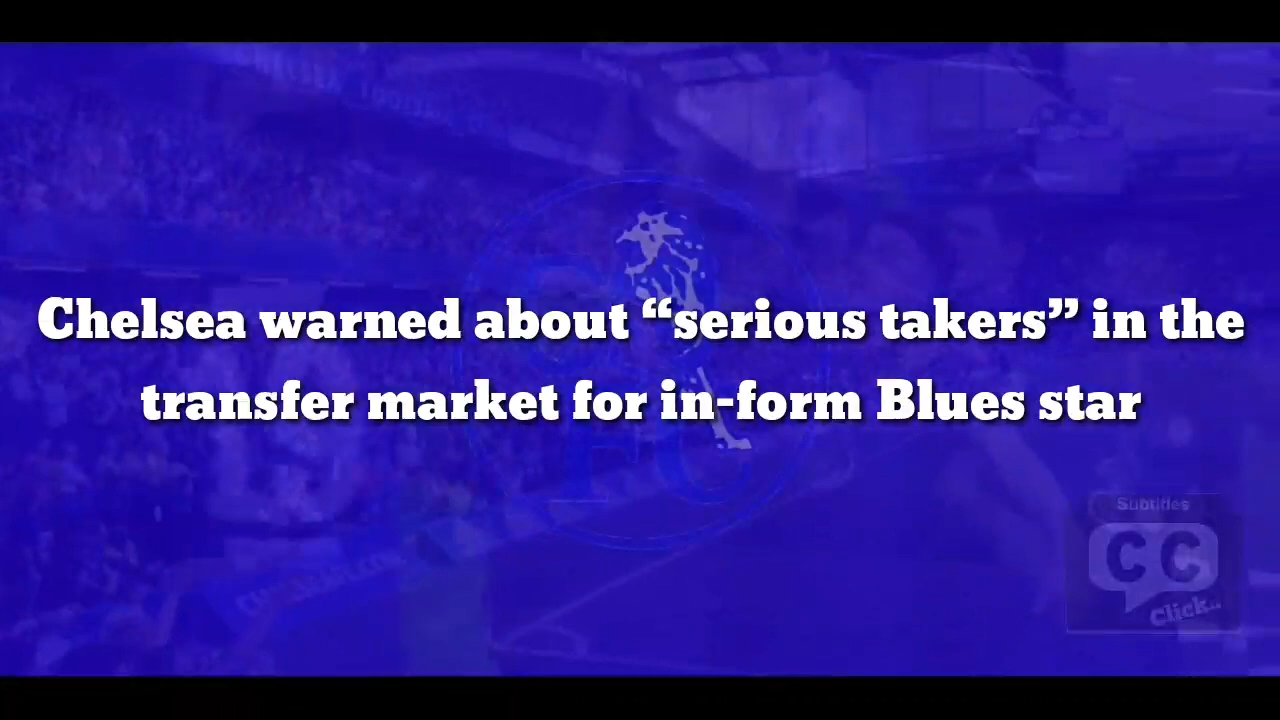 Chelsea warned about “serious takers” in the
transfer market for in-form Blues star
Subtitles
CC
Click..